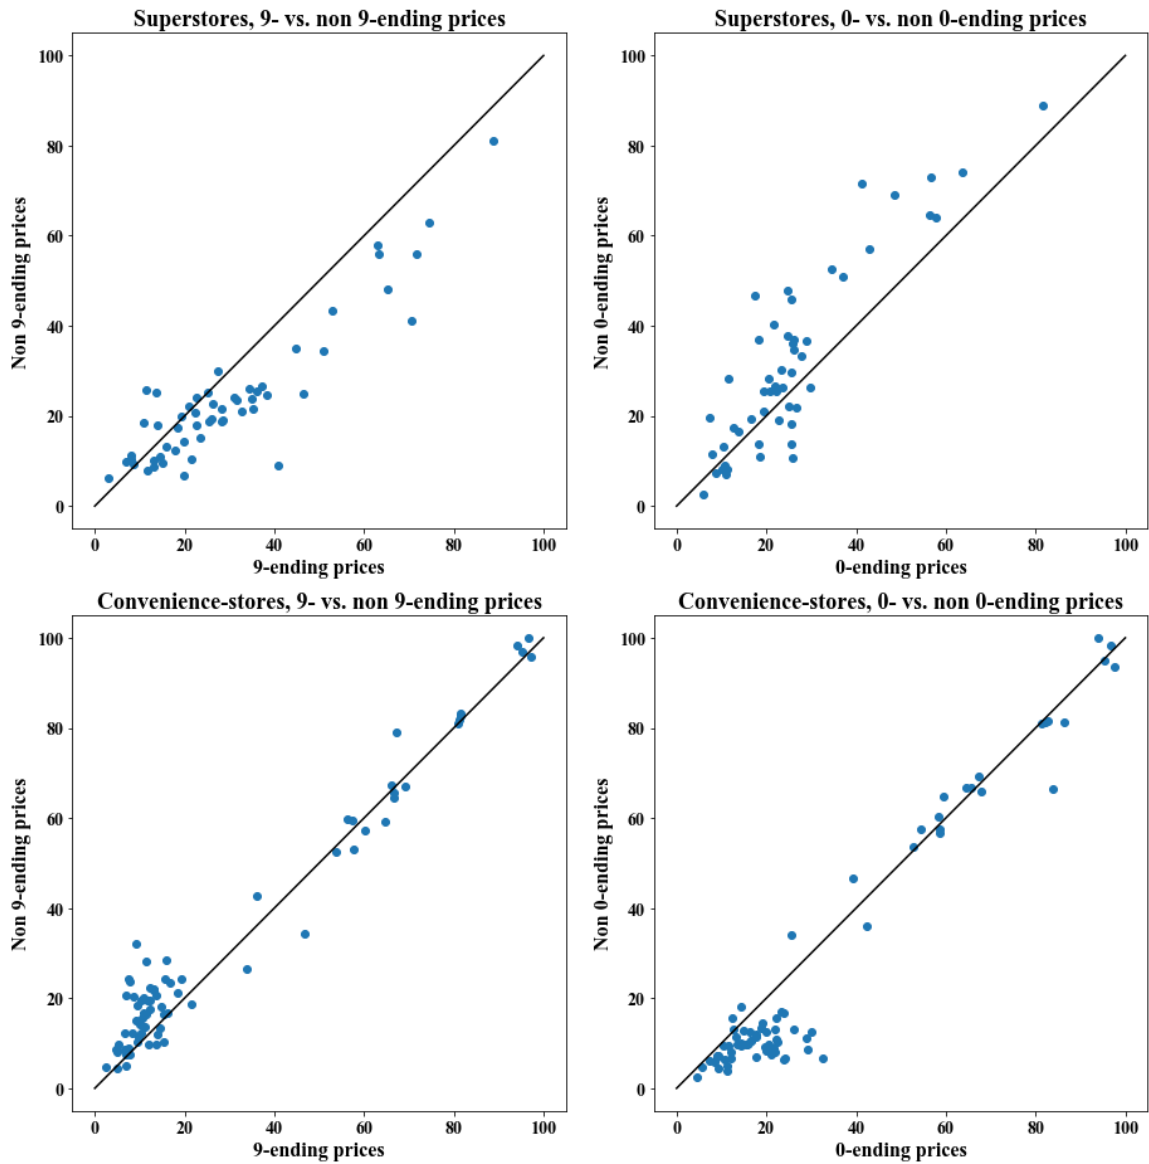 Superstores, 9- vs. non 9-ending prices
100
80
60
40
20
0
Non 9-ending prices
0 20 40 60 80 100
9-ending prices
Superstores, 0- vs. non 0-ending prices
100
80
60
40
20
0
Non 0-ending prices
0 20 40 60 80 100
0-ending prices
Convenience-stores, 9- vs. non 9-ending prices
100
80
60
40
20
0
Non 9-ending prices
0 20 40 60 80 100
9-ending prices
Convenience-stores, 0- vs. non 0-ending prices
100
80
60
40
20
0
Non 0-ending prices
0 20 40 60 80 100
0-ending prices